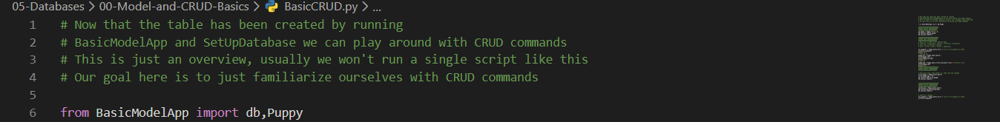 05-Databases > 00-Model-and-CRUD-Basics > BasicCRUD.py > ...
1 # Now that the table has been created by running
2 # BasicModelApp and SetUpDatabase we can play around with CRUD commands
3 # This is just an overview, usually we won't run a single script like this
4 # Our goal here is to just familiarize ourselves with CRUD commands
5
6 from BasicModelApp import db,Puppy